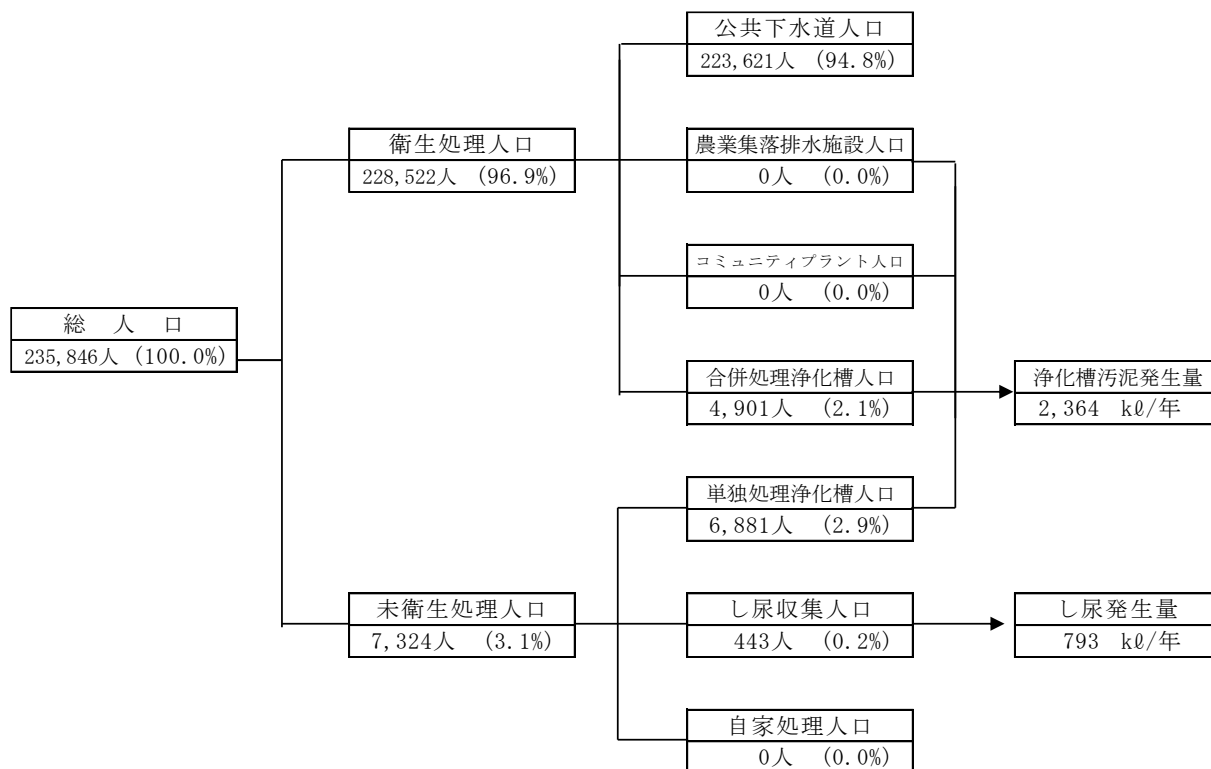 公共下水道人口
223,621人 (94.8%)
衛生処理人口
228,522人 (96.9%)
農業集落排水施設人口
0人 (0.0%)
コミュニティプラント人口
0人 (0.0%)
総 人 口
235,846人 (100.0%)
合併処理浄化槽人口
4,901人 (2.1%)
浄化槽汚泥発生量
2,364 kℓ/年
単独処理浄化槽人口
6,881人 (2.9%)
未衛生処理人口
7,324人 (3.1%)
し尿収集人口
443人 (0.2%)
し尿発生量
793 kℓ/年
自家処理人口
0人 (0.0%)